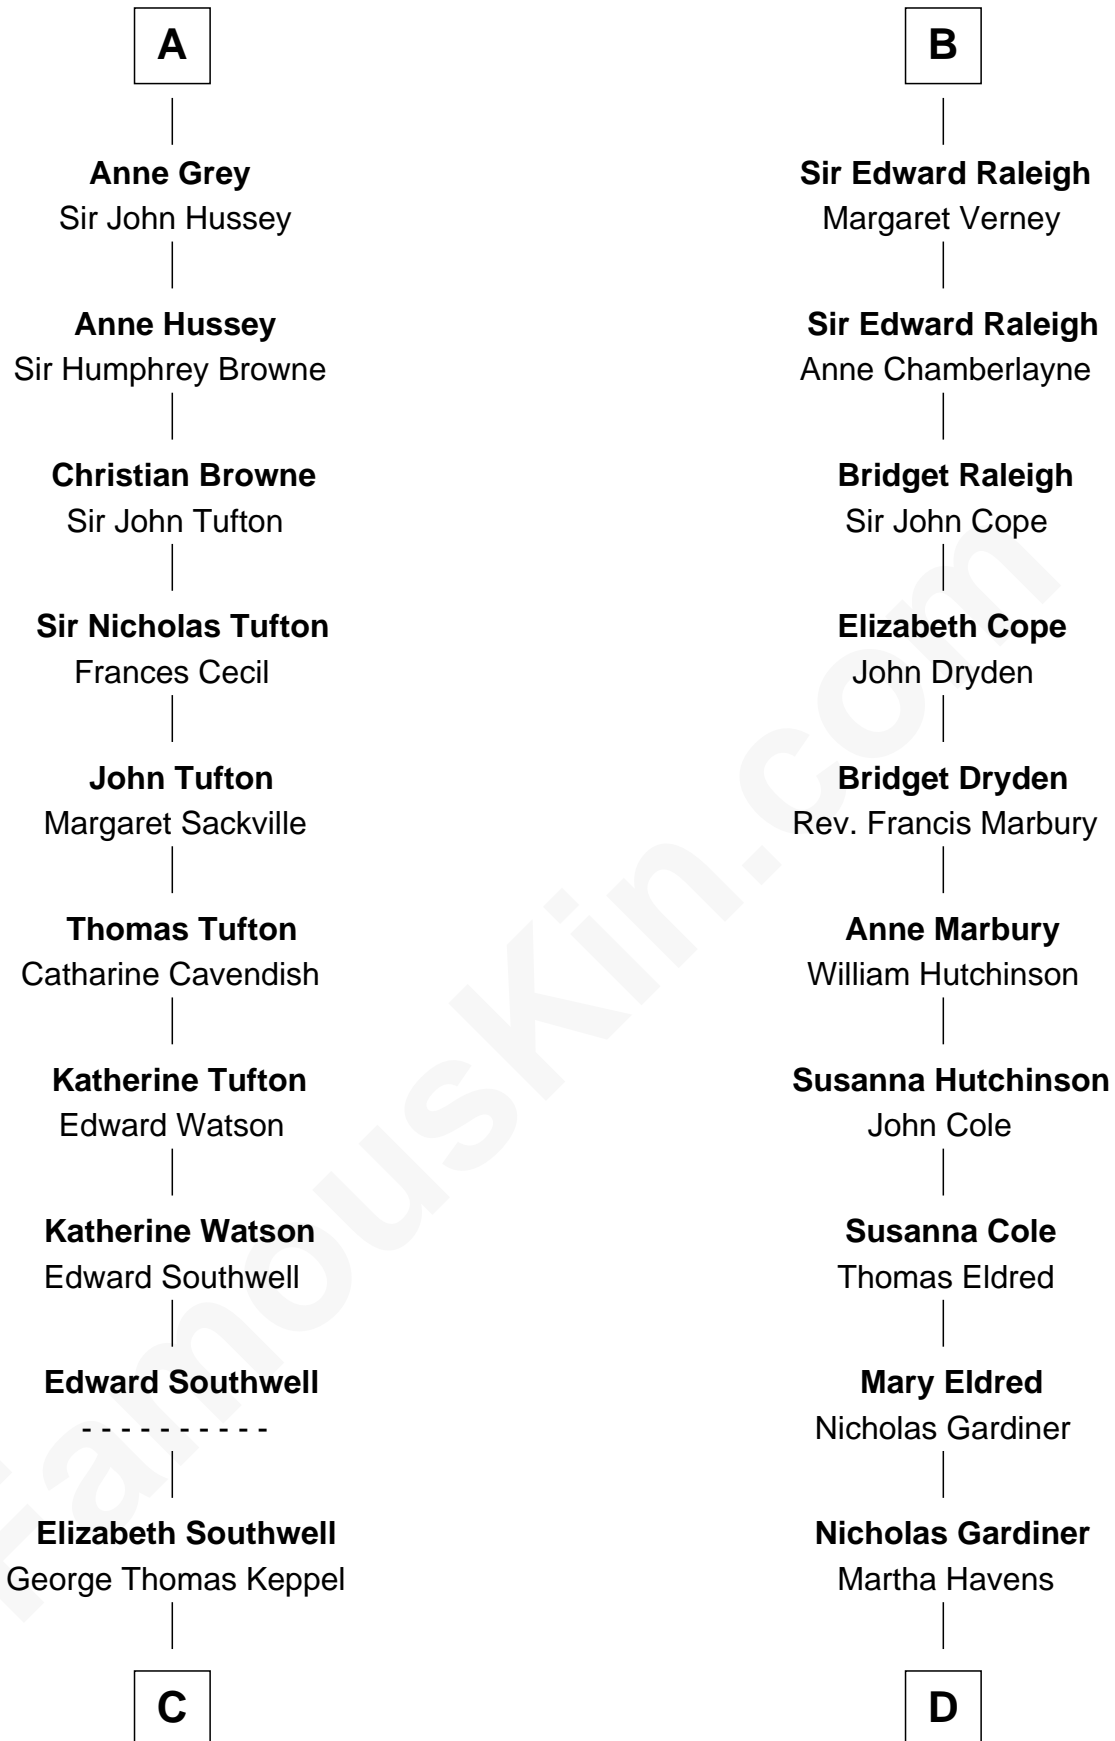 A
Anne Grey
Sir John Hussey
Anne Hussey
Sir Humphrey Browne
Christian Browne
Sir John Tufton
Sir Nicholas Tufton
Frances Cecil
John Tufton
Margaret Sackville
Thomas Tufton
Catharine Cavendish
Katherine Tufton
Edward Watson
Katherine Watson
Edward Southwell
Edward Southwell
- - - - - - - - - -
Elizabeth Southwell
George Thomas Keppel
C
B
Sir Edward Raleigh
Margaret Verney
Sir Edward Raleigh
Anne Chamberlayne
Bridget Raleigh
Sir John Cope
Elizabeth Cope
John Dryden
Bridget Dryden
Rev. Francis Marbury
Anne Marbury
William Hutchinson
Susanna Hutchinson
John Cole
Susanna Cole
Thomas Eldred
Mary Eldred
Nicholas Gardiner
Nicholas Gardiner
Martha Havens
D
FamousKin.com